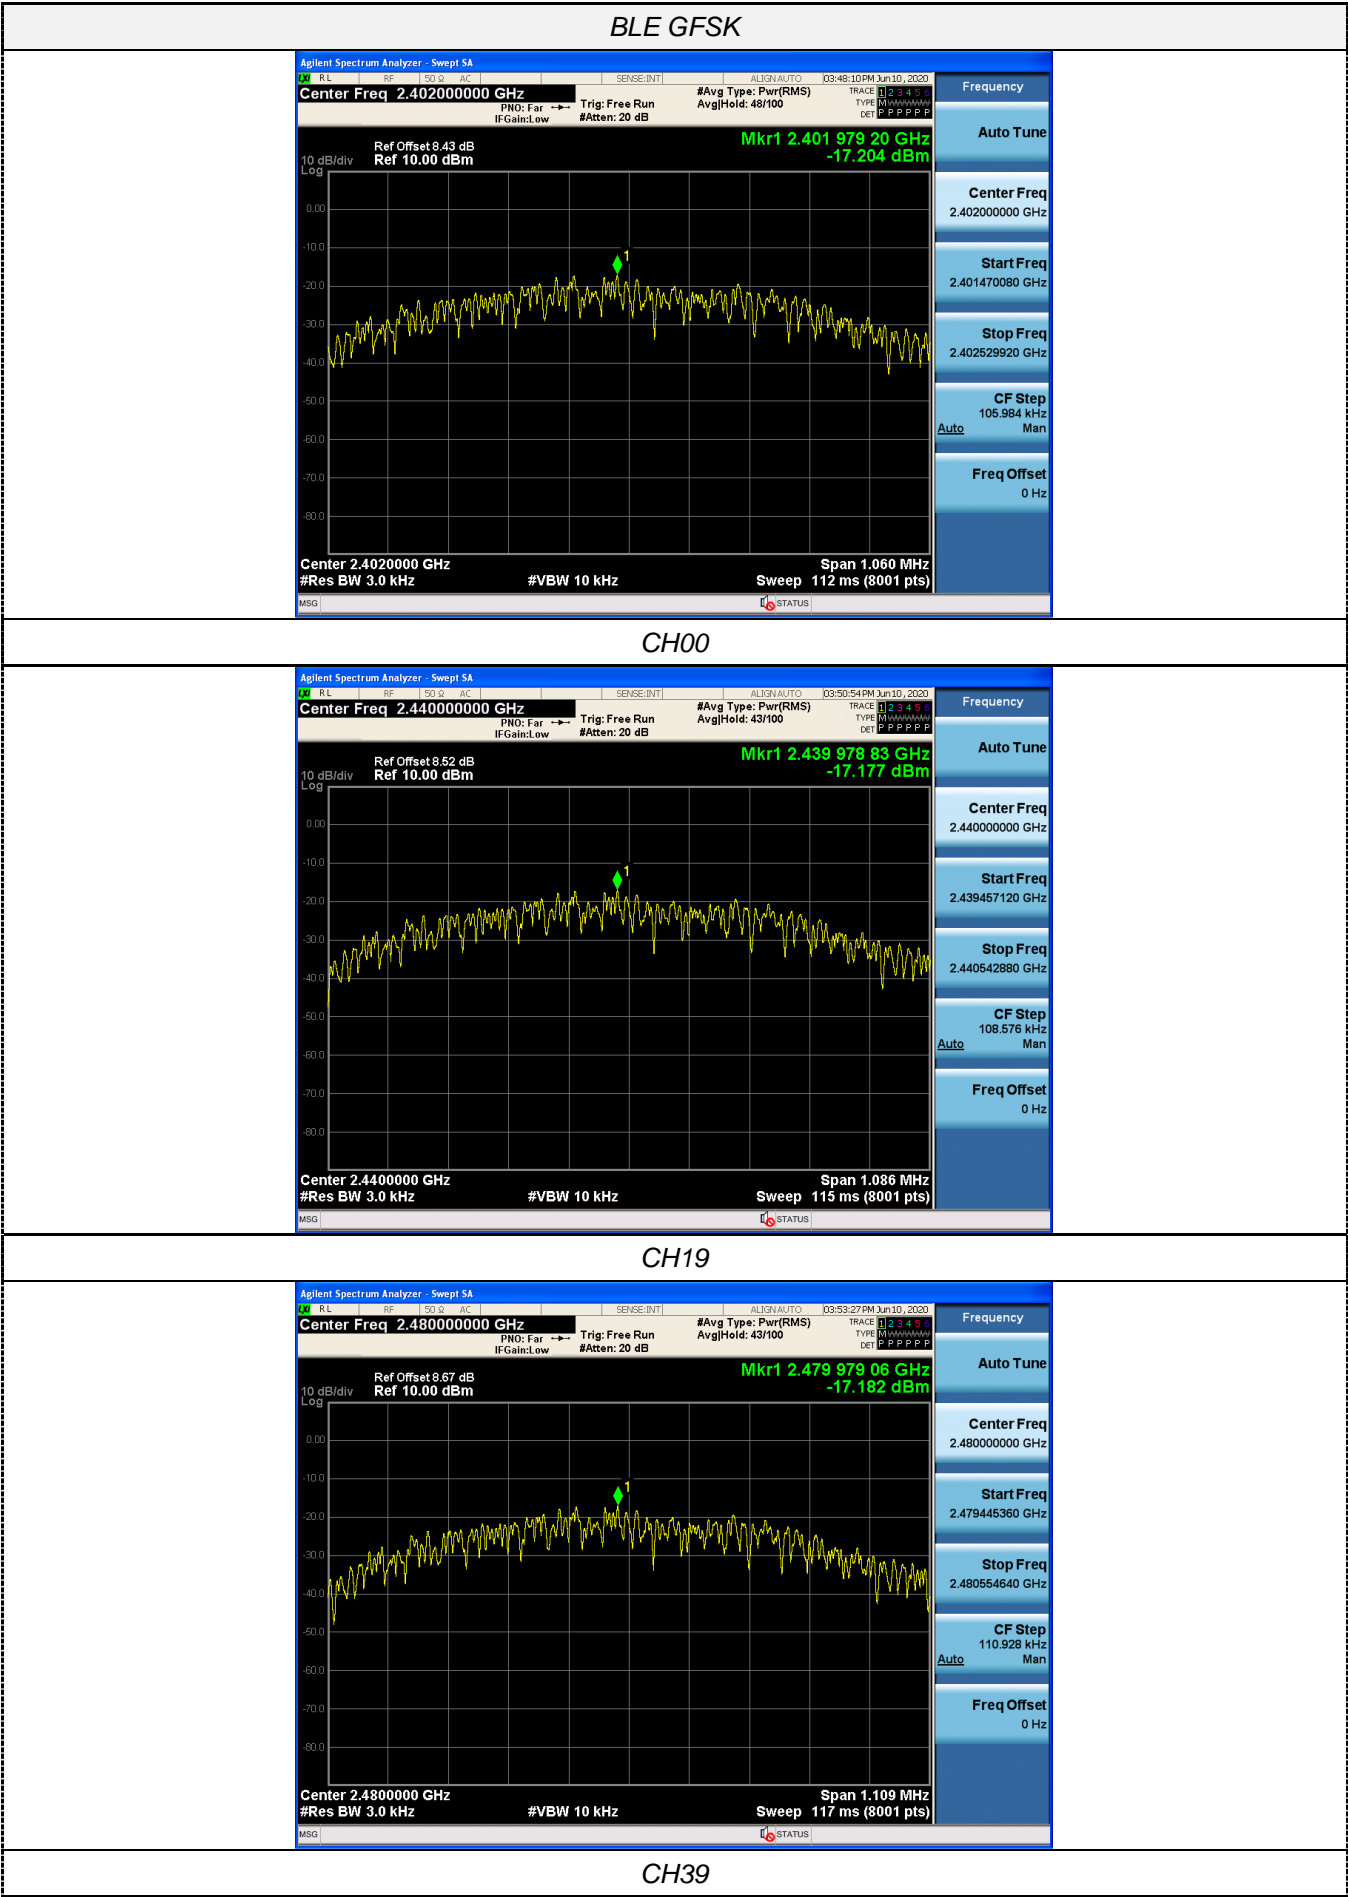 BLE GFSK
Agilent Spectrum Analyzer - Swept SA
LXI RL RF 50 Ω AC SENSE:INT ALIGN AUTO 03:48:10 PM Jun 10, 2020
Center Freq 2.402000000 GHz
#Avg Type: Pwr(RMS)
TRACE 1 2 3 4 5 6
PNO: Far Trig: Free Run
Avg|Hold: 48/100
TYPE M
IFGain:Low #Atten: 20 dB
DET P P P P P P
Frequency
Mkr1 2.401 979 20 GHz
-17.204 dBm
Ref Offset 8.43 dB
10 dB/div Ref 10.00 dBm
Log
1
0.00
-10.0
-20.0
-30.0
-40.0
-50.0
-60.0
-70.0
-80.0
Auto Tune
Center Freq
2.402000000 GHz
Start Freq
2.401470080 GHz
Stop Freq
2.402529920 GHz
CF Step
105.984 kHz
Auto Man
Freq Offset
0 Hz
Center 2.4020000 GHz Span 1.060 MHz
#Res BW 3.0 kHz #VBW 10 kHz Sweep 112 ms (8001 pts)
MSG STATUS
CH00
Agilent Spectrum Analyzer - Swept SA
LXI RL RF 50 Ω AC SENSE:INT ALIGN AUTO 03:50:54 PM Jun 10, 2020
Center Freq 2.440000000 GHz
#Avg Type: Pwr(RMS)
TRACE 1 2 3 4 5 6
PNO: Far Trig: Free Run
Avg|Hold: 43/100
TYPE M
IFGain:Low #Atten: 20 dB
DET P P P P P P
Frequency
Mkr1 2.439 978 83 GHz
-17.177 dBm
Ref Offset 8.52 dB
10 dB/div Ref 10.00 dBm
Log
1
0.00
-10.0
-20.0
-30.0
-40.0
-50.0
-60.0
-70.0
-80.0
Auto Tune
Center Freq
2.440000000 GHz
Start Freq
2.439457120 GHz
Stop Freq
2.440542880 GHz
CF Step
108.576 kHz
Auto Man
Freq Offset
0 Hz
Center 2.4400000 GHz Span 1.086 MHz
#Res BW 3.0 kHz #VBW 10 kHz Sweep 115 ms (8001 pts)
MSG STATUS
CH19
Agilent Spectrum Analyzer - Swept SA
LXI RL RF 50 Ω AC SENSE:INT ALIGN AUTO 03:53:27 PM Jun 10, 2020
Center Freq 2.480000000 GHz
#Avg Type: Pwr(RMS)
TRACE 1 2 3 4 5 6
PNO: Far Trig: Free Run
Avg|Hold: 43/100
TYPE M
IFGain:Low #Atten: 20 dB
DET P P P P P P
Frequency
Mkr1 2.479 979 06 GHz
-17.182 dBm
Ref Offset 8.67 dB
10 dB/div Ref 10.00 dBm
Log
1
0.00
-10.0
-20.0
-30.0
-40.0
-50.0
-60.0
-70.0
-80.0
Auto Tune
Center Freq
2.480000000 GHz
Start Freq
2.479445360 GHz
Stop Freq
2.480554640 GHz
CF Step
110.928 kHz
Auto Man
Freq Offset
0 Hz
Center 2.4800000 GHz Span 1.109 MHz
#Res BW 3.0 kHz #VBW 10 kHz Sweep 117 ms (8001 pts)
MSG STATUS
CH39